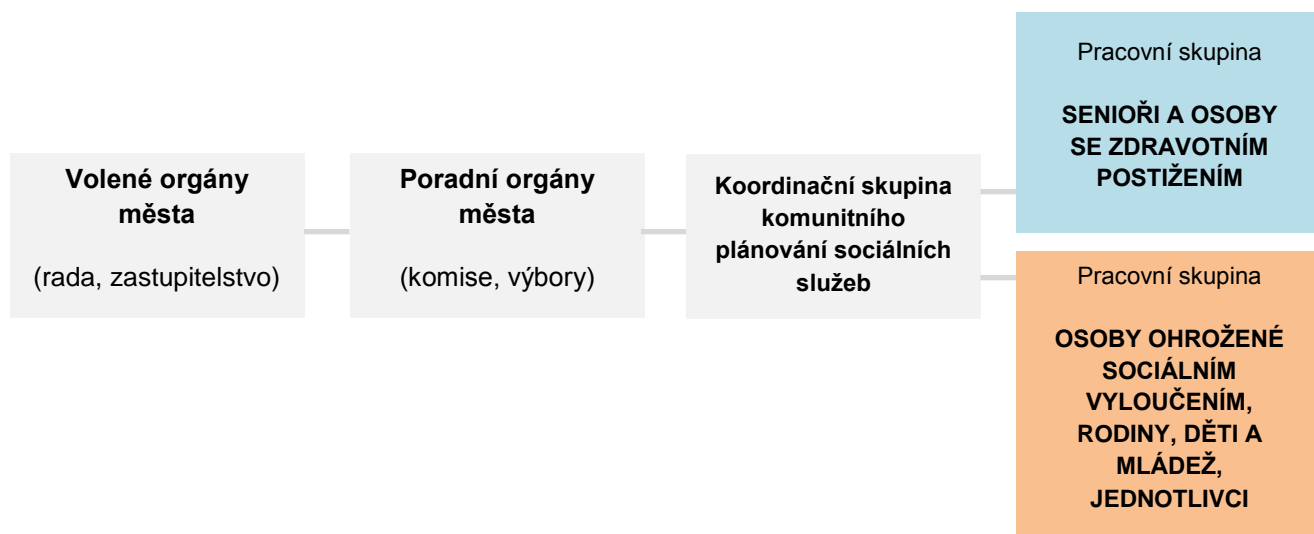 Volené orgány
města
(rada, zastupitelstvo)
Poradní orgány
města
(komise, výbory)
Koordinační skupina
komunitního
plánování sociálních
služeb
Pracovní skupina
SENIOŘI A OSOBY
SE ZDRAVOTNÍM
POSTIŽENÍM
Pracovní skupina
OSOBY OHROŽENÉ
SOCIÁLNÍM
VYLOUČENÍM,
RODINY, DĚTI A
MLÁDEŽ,
JEDNOTLIVCI